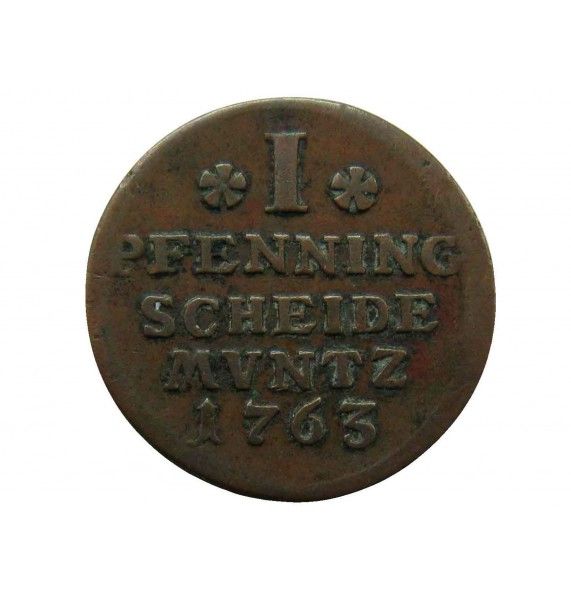 I
PFENNING
SCHEIDE
MVNTZ
1763